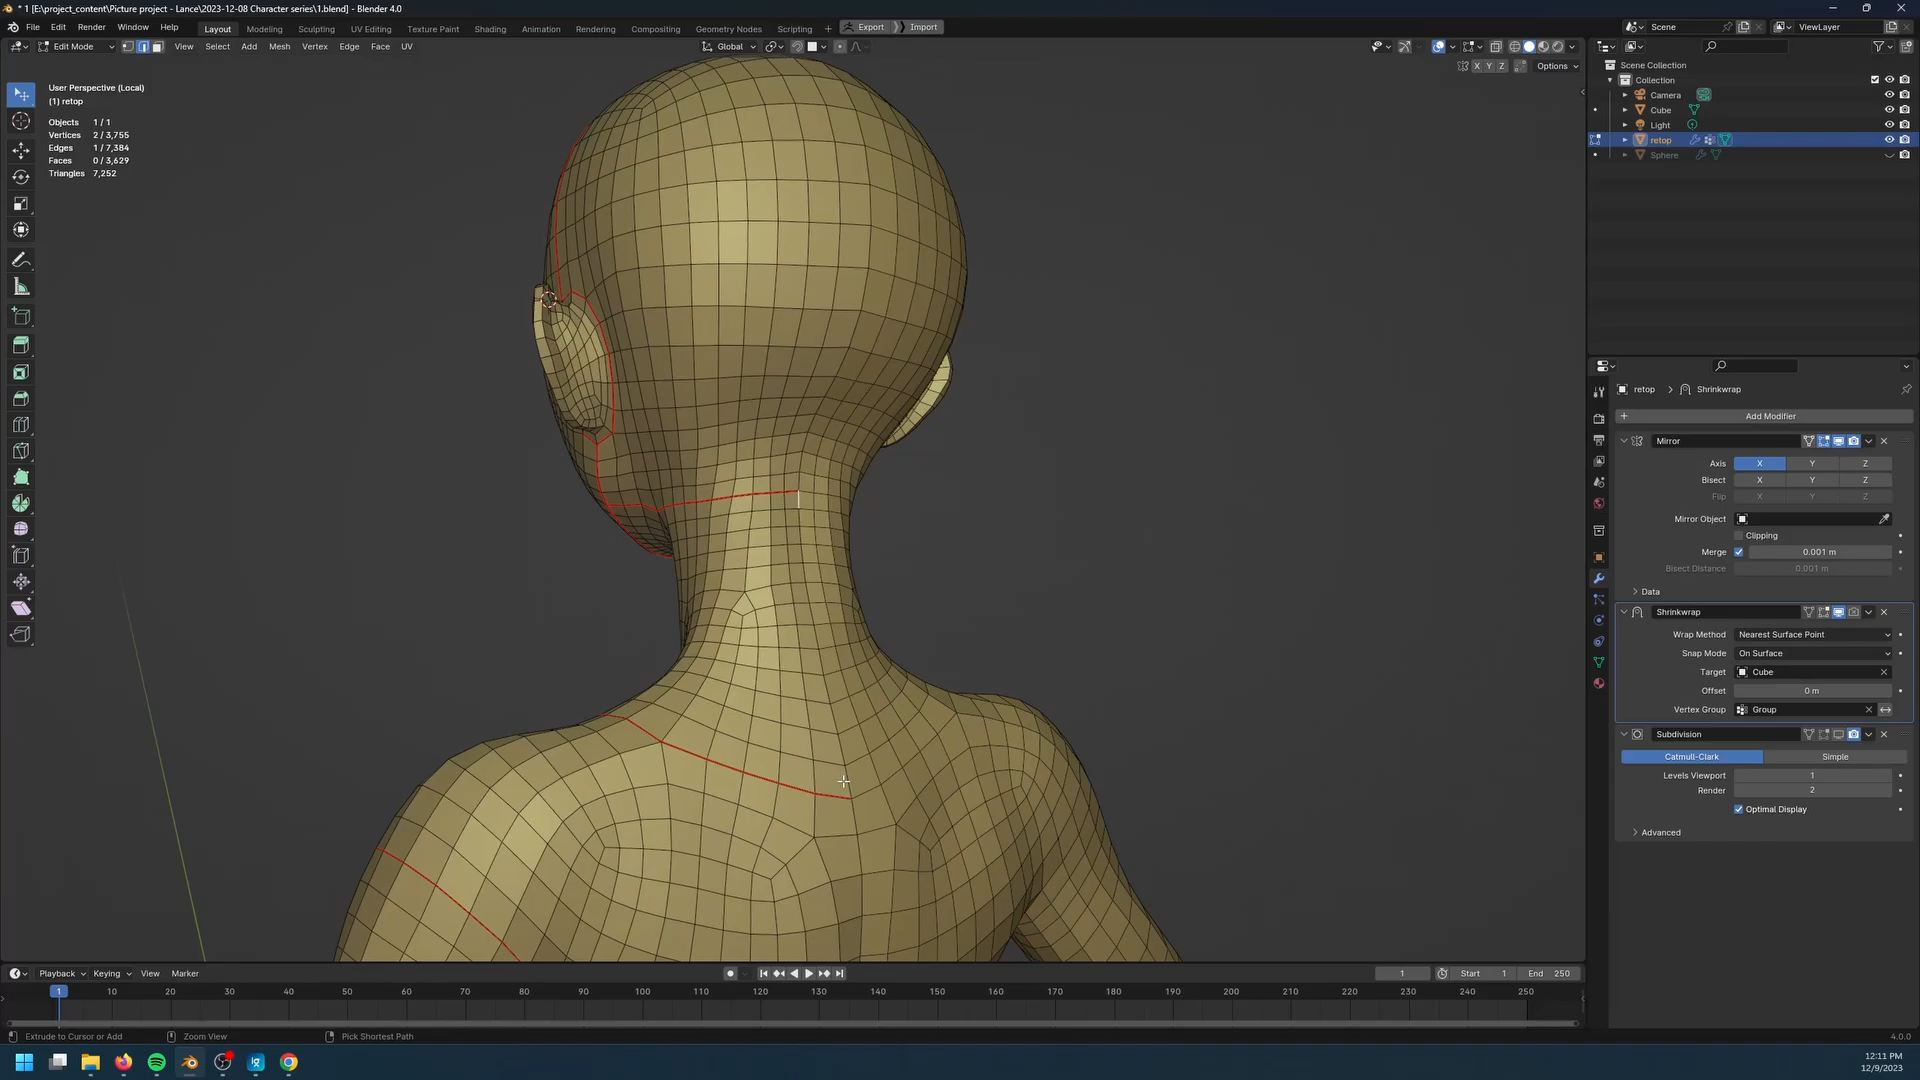 * 1 [E:\project_content\Picture project - Lance\2023-12-08 Character series\1.blend] - Blender 4.0
File Edit Render Window Help Layout Modeling Sculpting UV Editing Texture Paint Shading Animation Rendering Compositing Geometry Nodes Scripting + Export Import Scene ViewLayer
Edit Mode View Select Add Mesh Vertex Edge Face UV Global
X Y Z Options
User Perspective (Local)
(1) retop
Objects 1 / 1
Vertices 2 / 3,755
Edges 1 / 7,384
Faces 0 / 3,629
Triangles 7,252
Scene Collection
Collection
Camera
Cube
Light
retop
Sphere
retop > Shrinkwrap
+ Add Modifier
Mirror
Axis X Y Z
Bisect X Y Z
Flip X Y Z
Mirror Object
Clipping
Merge 0.001 m
Bisect Distance 0.001 m
Data
Shrinkwrap
Wrap Method Nearest Surface Point
Snap Mode On Surface
Target Cube
Offset 0 m
Vertex Group Group
Subdivision
Catmull-Clark Simple
Levels Viewport 1
Render 2
Optimal Display
Advanced
Playback Keying View Marker 1 Start 1 End 250
1 10 20 30 40 50 60 70 80 90 100 110 120 130 140 150 160 170 180 190 200 210 220 230 240 250
Extrude to Cursor or Add Zoom View Pick Shortest Path 4.0.0
12:11 PM
12/9/2023